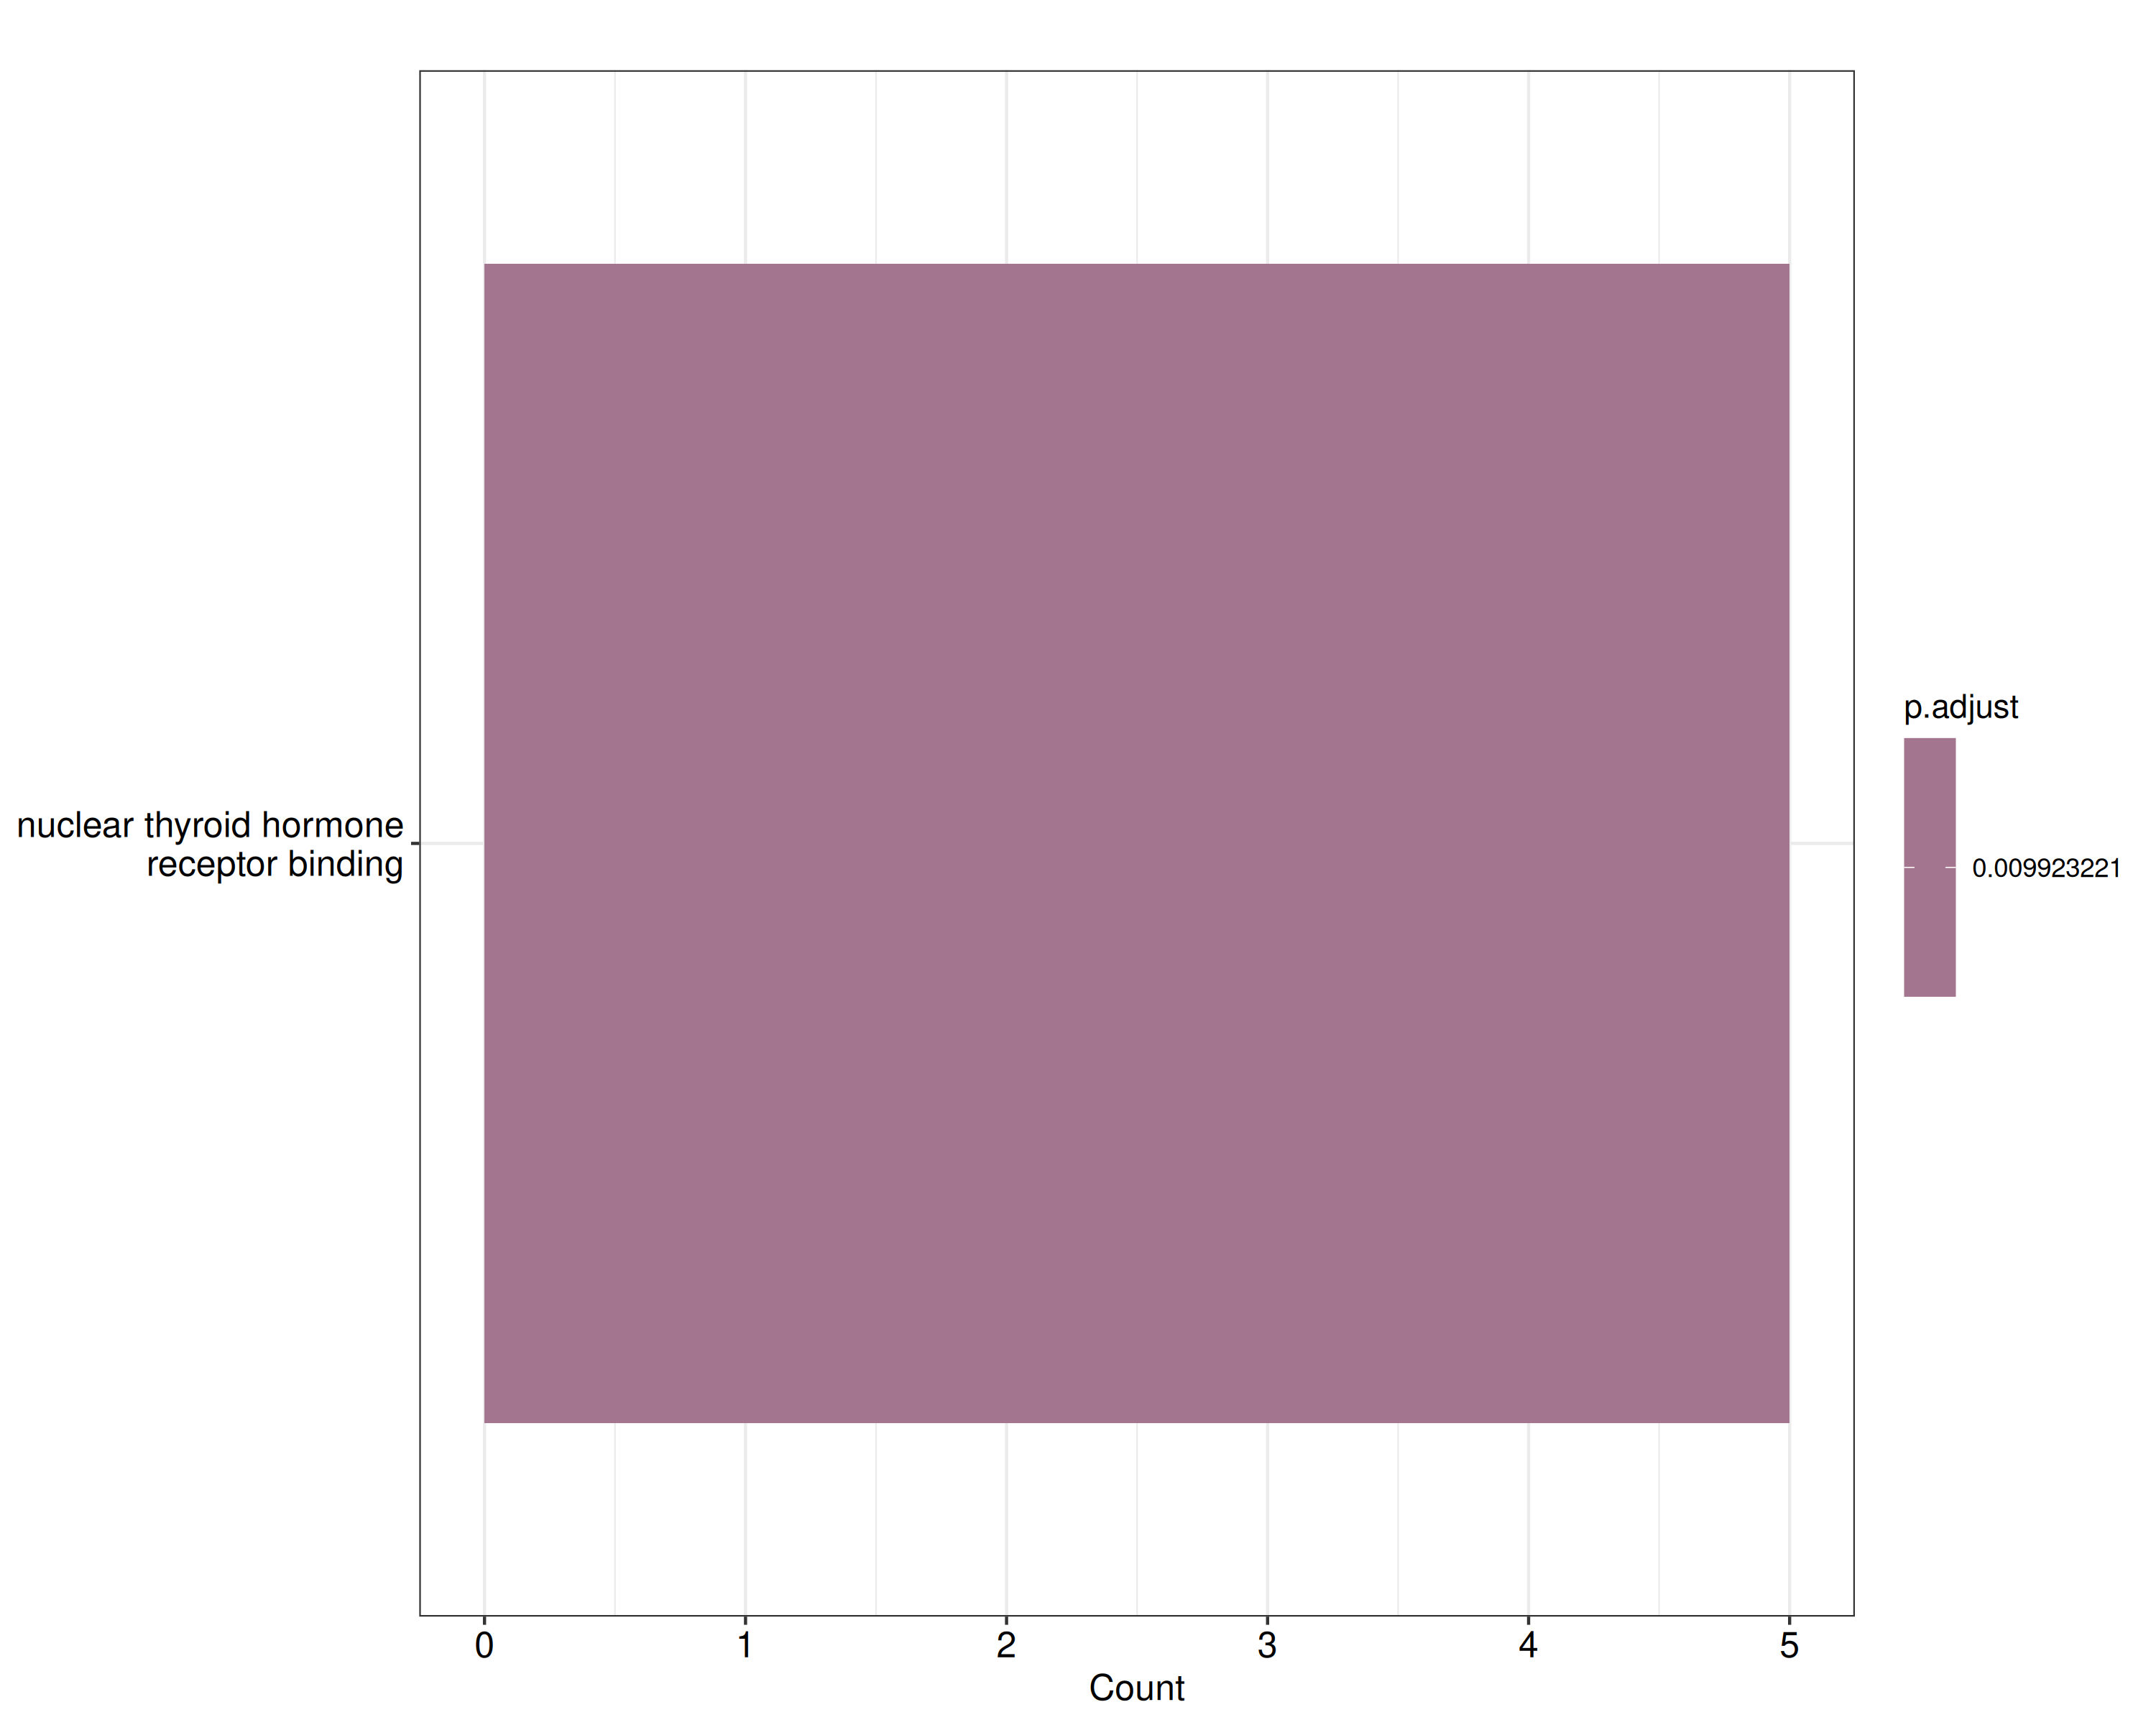 nuclear thyroid hormone
receptor binding
p.adjust
0.009923221
0 1 2 3 4 5
Count